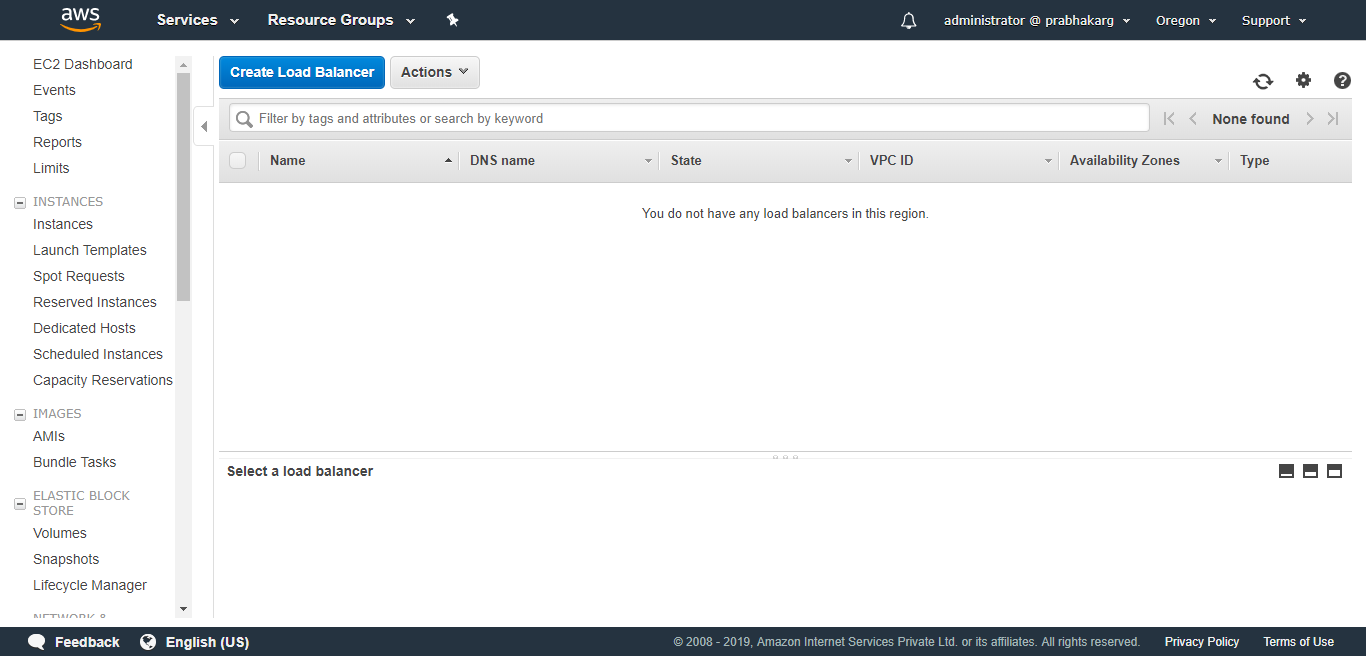 aws Services Resource Groups administrator @ prabhakarg Oregon Support
EC2 Dashboard
Events
Tags
Reports
Limits
INSTANCES
Instances
Launch Templates
Spot Requests
Reserved Instances
Dedicated Hosts
Scheduled Instances
Capacity Reservations
IMAGES
AMIs
Bundle Tasks
ELASTIC BLOCK
STORE
Volumes
Snapshots
Lifecycle Manager
NETWORK &
Create Load Balancer Actions
Filter by tags and attributes or search by keyword None found
Name DNS name State VPC ID Availability Zones Type
You do not have any load balancers in this region.
Select a load balancer
Feedback English (US) © 2008 - 2019, Amazon Internet Services Private Ltd. or its affiliates. All rights reserved. Privacy Policy Terms of Use